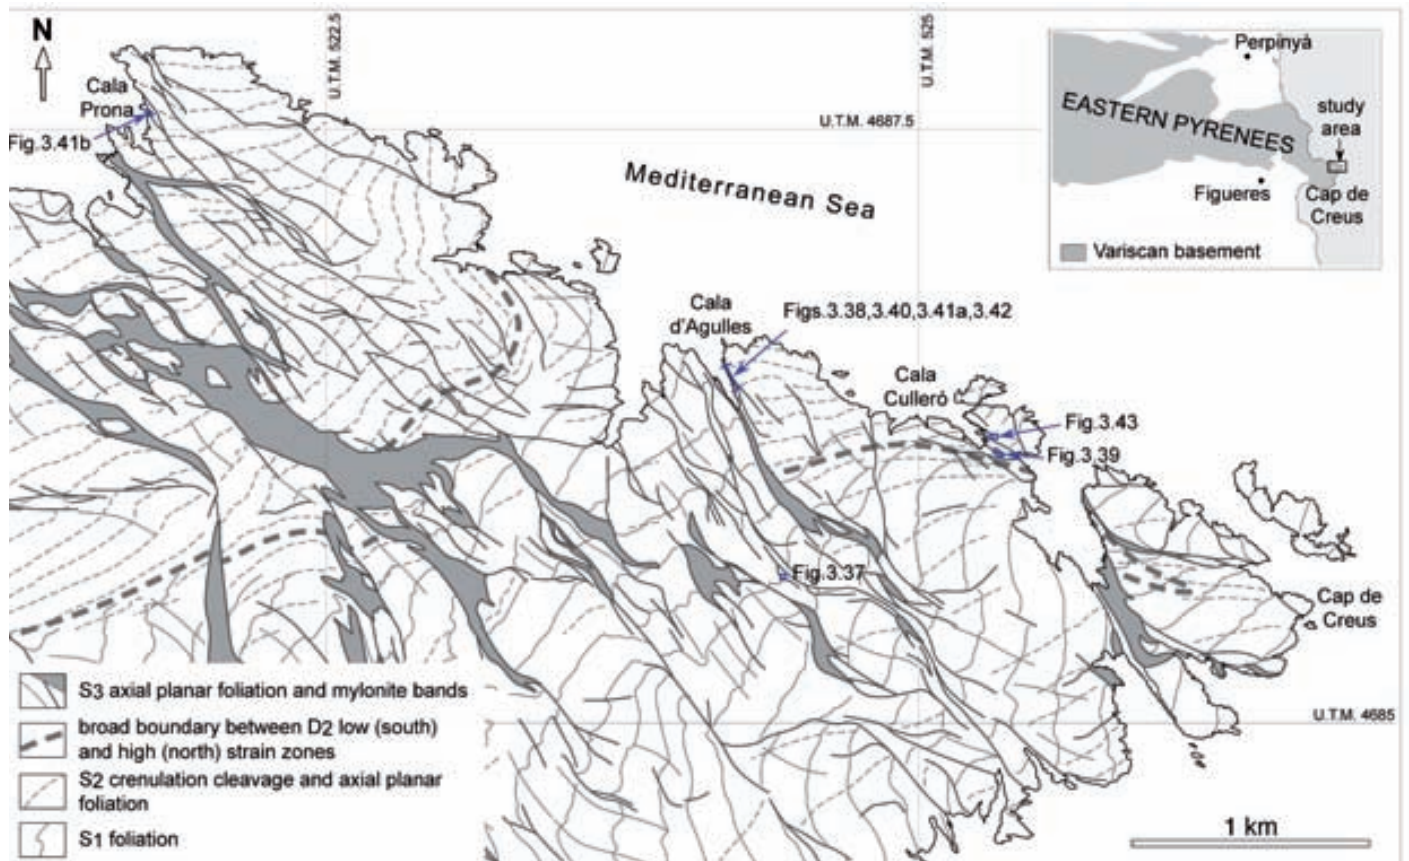 N
U.T.M. 522.5
U.T.M. 525
Cala
Prona
Fig.3.41b
U.T.M. 4687.5
Mediterranean Sea
Perpinyà
EASTERN PYRENEES
study
area
Figueres
Cap de
Creus
Variscan basement
Cala
d'Agulles
Figs.3.38,3.40,3.41a,3.42
Cala
Culleró
Fig.3.43
Fig.3.39
Fig.3.37
Cap de
Creus
S3 axial planar foliation and mylonite bands
broad boundary between D2 low (south)
and high (north) strain zones
S2 crenulation cleavage and axial planar
foliation
S1 foliation
U.T.M. 4685
1 km